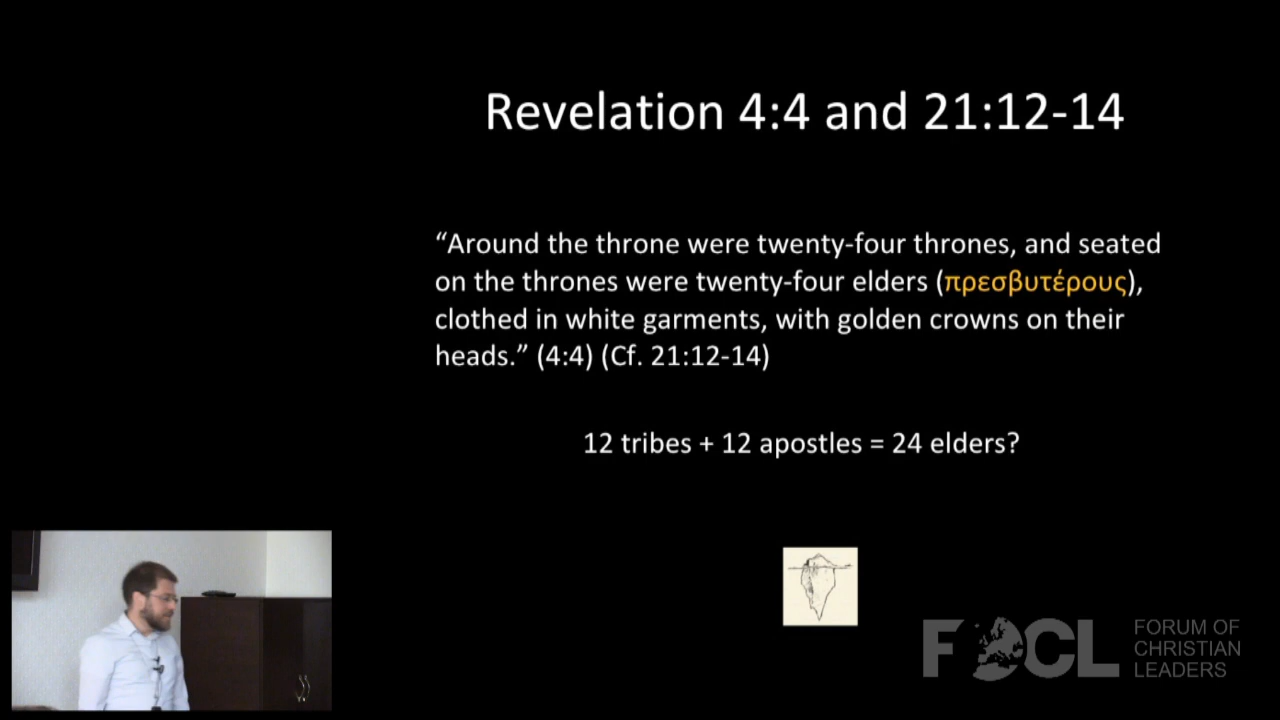 Revelation 4:4 and 21:12-14
“Around the throne were twenty-four thrones, and seated
on the thrones were twenty-four elders (πρεσβυτέρους),
clothed in white garments, with golden crowns on their
heads.” (4:4) (Cf. 21:12-14)
12 tribes + 12 apostles = 24 elders?
FOCL
FORUM OF
CHRISTIAN
LEADERS